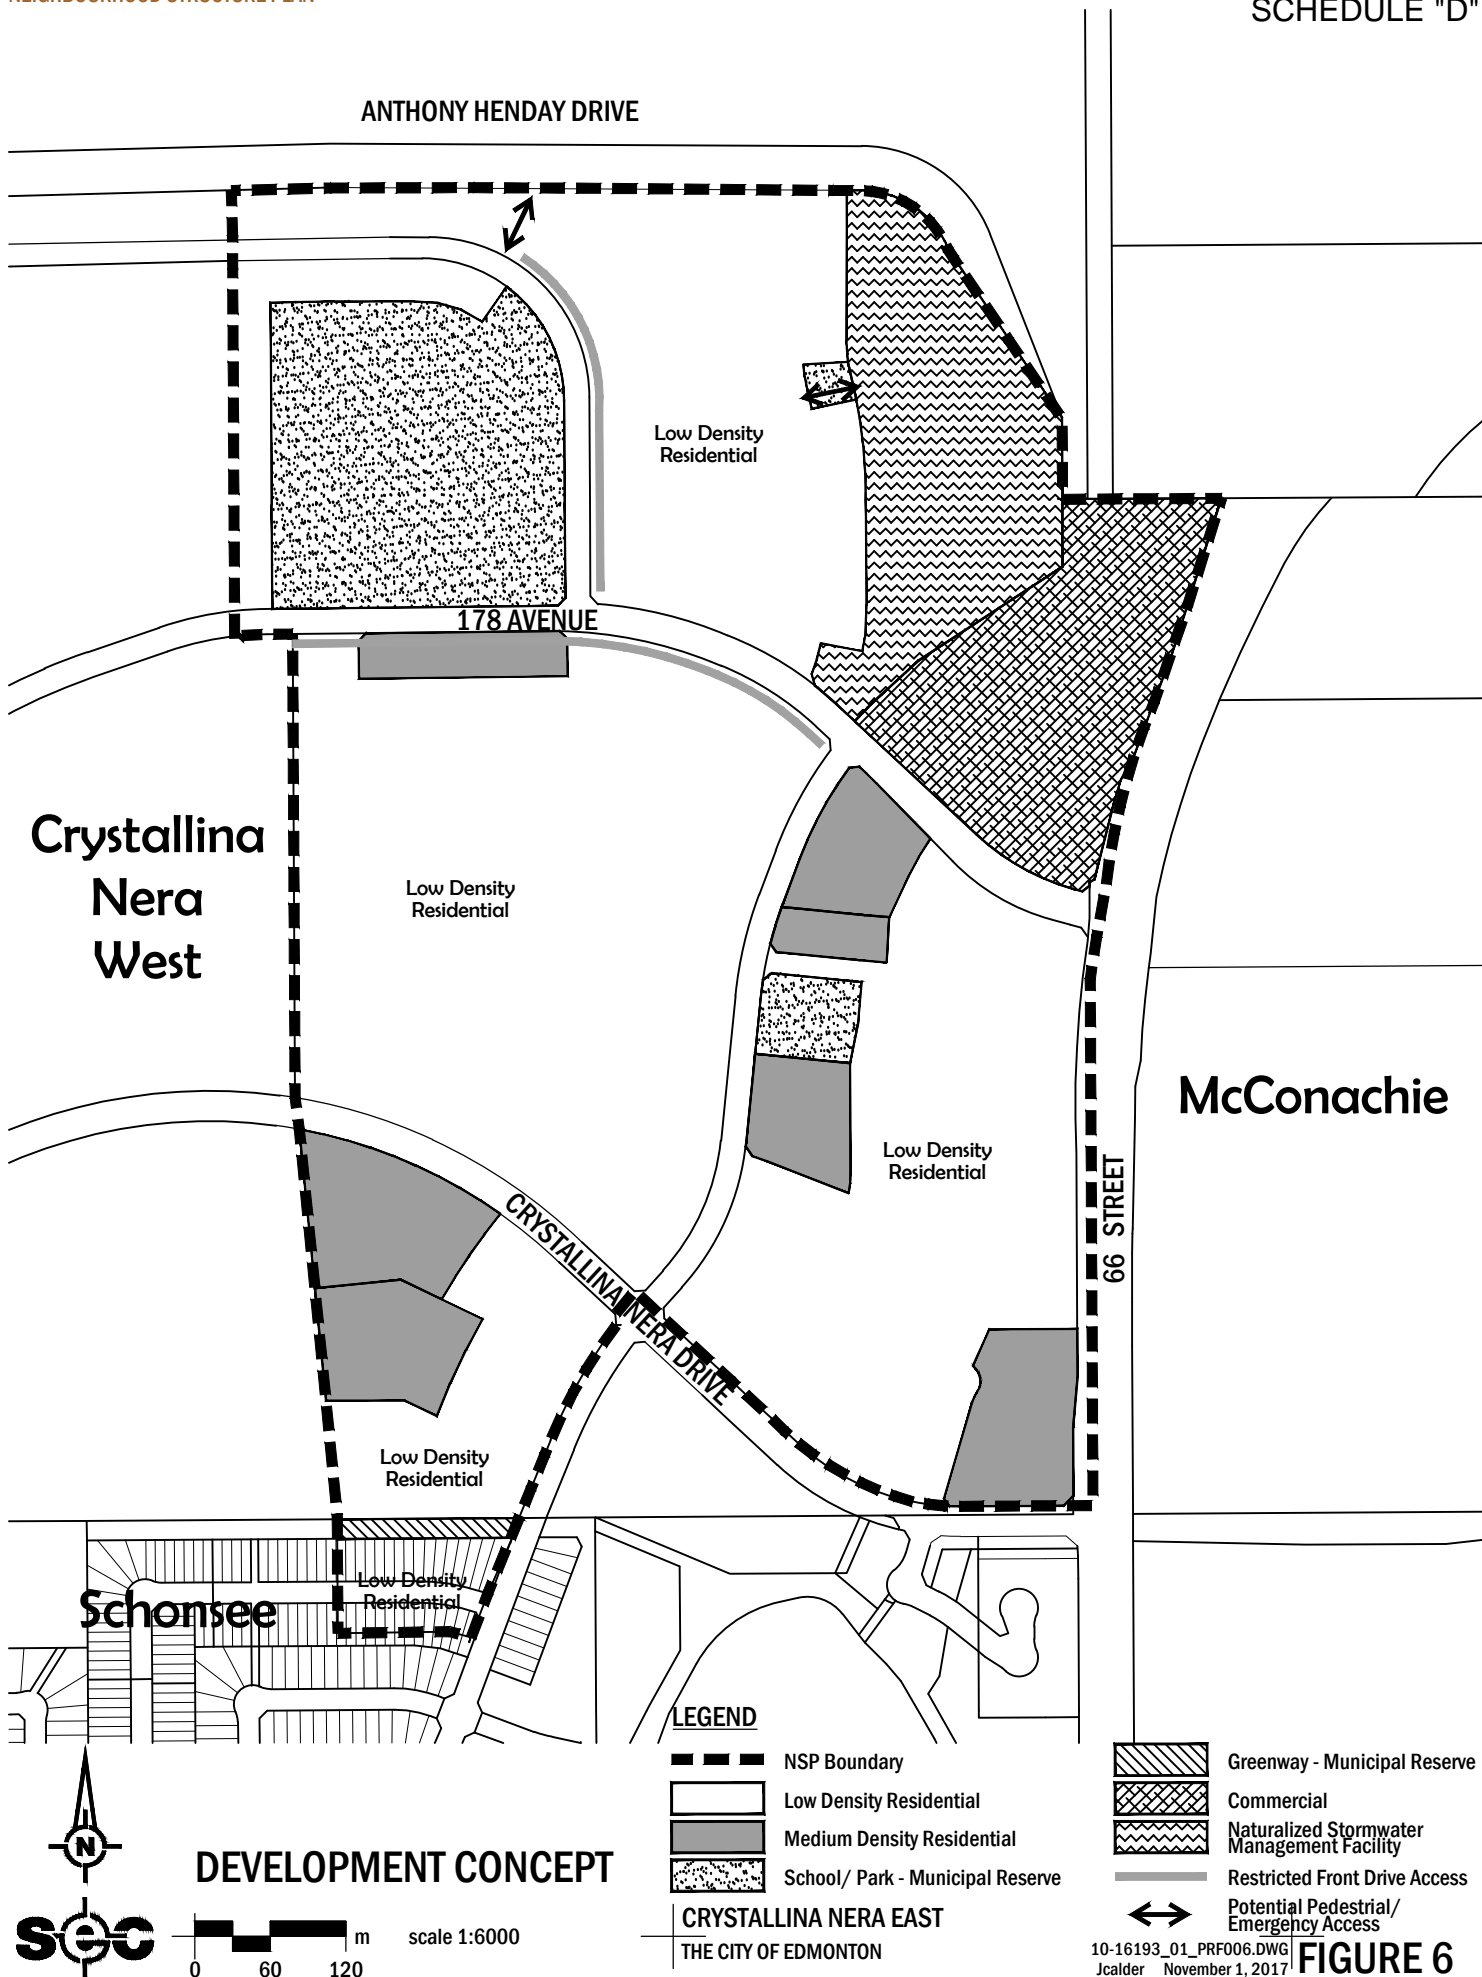 NEIGHBOURHOOD STRUCTURE PLAN
SCHEDULE "D"
ANTHONY HENDAY DRIVE
Low Density
Residential
178 AVENUE
Crystallina
Nera
West
Low Density
Residential
McConachie
Low Density
Residential
66 STREET
CRYSTALLINA NERA DRIVE
Low Density
Residential
Low Density
Residential
Schonsee
LEGEND
NSP Boundary
Low Density Residential
Medium Density Residential
School/ Park - Municipal Reserve
Greenway - Municipal Reserve
Commercial
Naturalized Stormwater
Management Facility
Restricted Front Drive Access
Potential Pedestrial/
Emergency Access
N
DEVELOPMENT CONCEPT
sec
0 60 120 m
scale 1:6000
CRYSTALLINA NERA EAST
THE CITY OF EDMONTON
10-16193_01_PRF006.DWG
Jcalder November 1, 2017
FIGURE 6